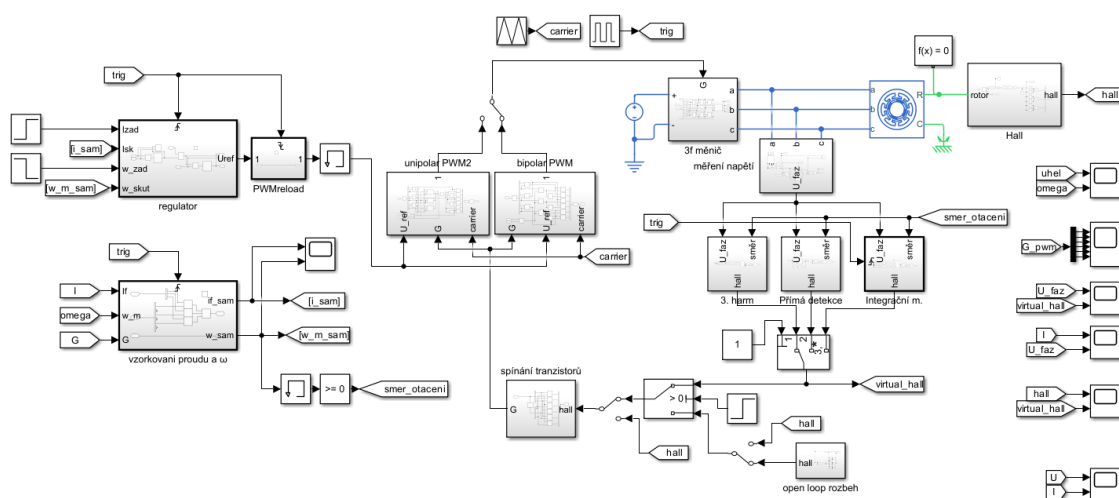 carrier
trig
f(x) = 0
trig
Izad
[i_sam]
Isk
w_zad
[w_m_sam]
w_skut
Uref
regulator
1
1
PWMreload
unipolar PWM2
bipolar PWM
1
1
U_ref
G
carrier
G
U_ref
carrier
carrier
G
+
-
a
b
c
3f měnič
měření napětí
a
b
c
U_faz
a
b
c
R
C
rotor
hall
Hall
hall
trig
smer_otaceni
U_faz
směr
hall
3. harm
U_faz
směr
hall
Přímá detekce
U_faz
směr
hall
Integrační m.
1
1
2
*, 3
virtual_hall
trig
I
If
omega
w_m
G
G
if_sam
w_sam
[i_sam]
[w_m_sam]
vzorkovani proudu a ω
>= 0
smer_otaceni
spínání tranzistorů
G
hall
> 0
hall
hall
hall
open loop rozbeh
uhel
omega
G_pwm
U_faz
virtual_hall
I
U_faz
hall
virtual_hall
U
I